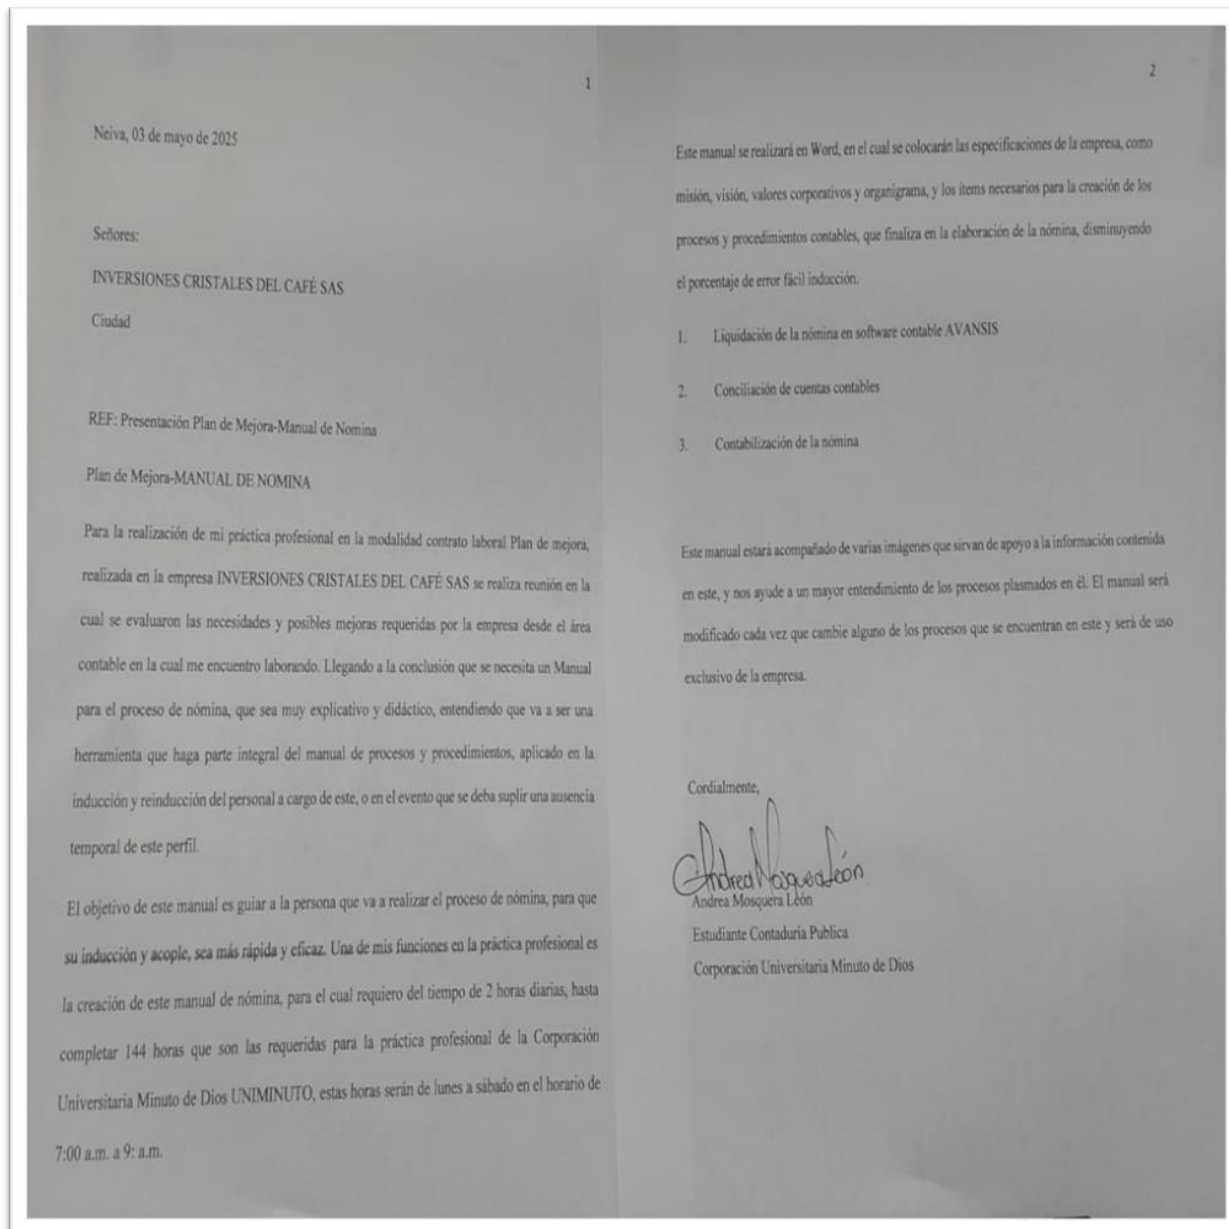 1
Neiva, 03 de mayo de 2025
Señores:
INVERSIONES CRISTALES DEL CAFÉ SAS
Ciudad
REF: Presentación Plan de Mejora-Manual de Nomina
Plan de Mejora-MANUAL DE NOMINA
Para la realización de mi práctica profesional en la modalidad contrato laboral Plan de mejora,
realizada en la empresa INVERSIONES CRISTALES DEL CAFÉ SAS se realiza reunión en la
cual se evaluaron las necesidades y posibles mejoras requeridas por la empresa desde el área
contable en la cual me encuentro laborando. Llegando a la conclusión que se necesita un Manual
para el proceso de nómina, que sea muy explicativo y didáctico, entendiendo que va a ser una
herramienta que haga parte integral del manual de procesos y procedimientos, aplicado en la
inducción y reinducción del personal a cargo de este, o en el evento que se deba suplir una ausencia
temporal de este perfil.
El objetivo de este manual es guiar a la persona que va a realizar el proceso de nómina, para que
su inducción y acople, sea más rápida y eficaz. Una de mis funciones en la práctica profesional es
la creación de este manual de nómina, para el cual requiero del tiempo de 2 horas diarias, hasta
completar 144 horas que son las requeridas para la práctica profesional de la Corporación
Universitaria Minuto de Dios UNIMINUTO, estas horas serán de lunes a sábado en el horario de
7:00 a.m. a 9: a.m.
2
Este manual se realizará en Word, en el cual se colocarán las especificaciones de la empresa, como
misión, visión, valores corporativos y organigrama, y los ítems necesarios para la creación de los
procesos y procedimientos contables, que finaliza en la elaboración de la nómina, disminuyendo
el porcentaje de error fácil inducción.
1. Liquidación de la nómina en software contable AVANSIS
2. Conciliación de cuentas contables
3. Contabilización de la nómina
Este manual estará acompañado de varias imágenes que sirvan de apoyo a la información contenida
en este, y nos ayude a un mayor entendimiento de los procesos plasmados en él. El manual será
modificado cada vez que cambie alguno de los procesos que se encuentran en este y será de uso
exclusivo de la empresa.
Cordialmente,
Andrea Mosquera León
Andrea Mosquera León
Estudiante Contaduría Publica
Corporación Universitaria Minuto de Dios